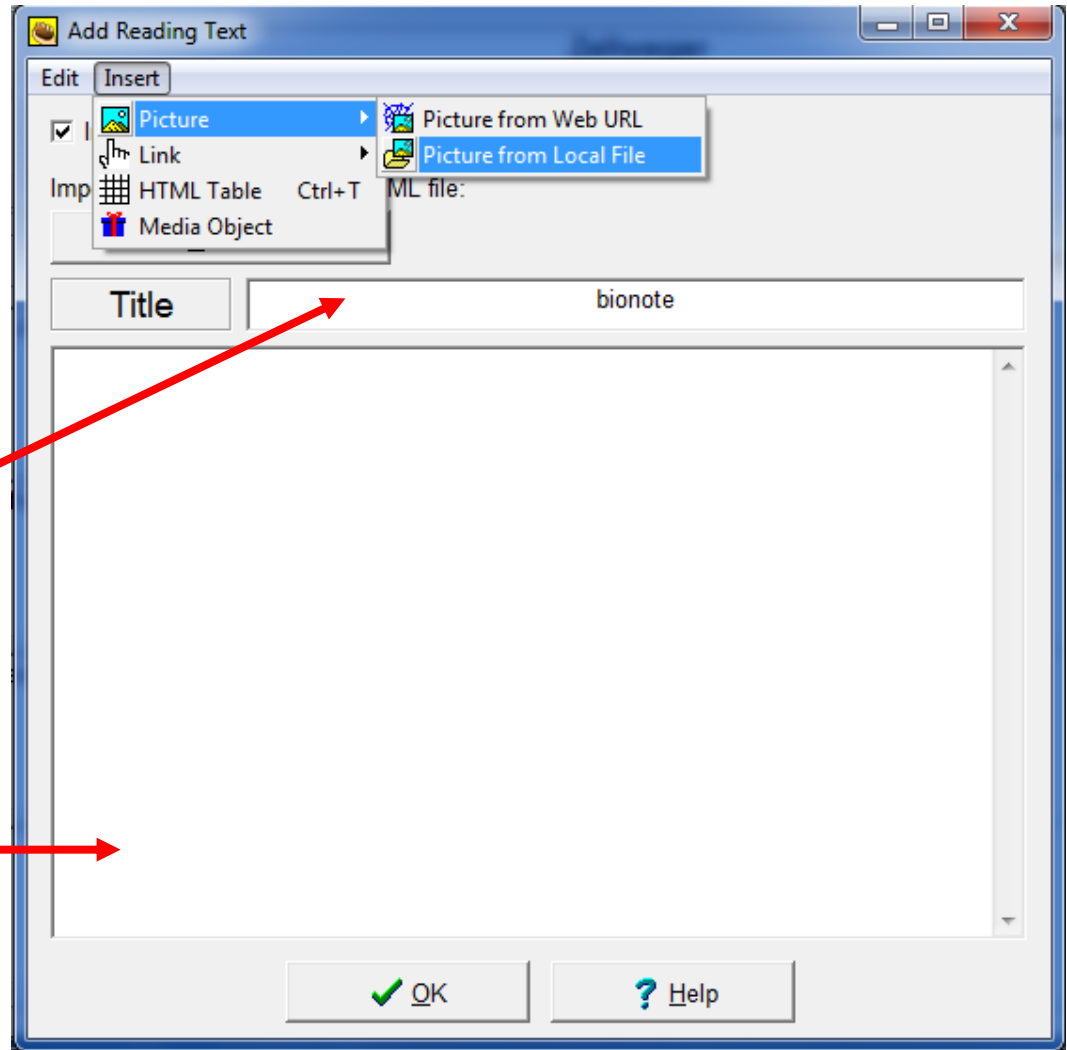 Add Reading Text
Edit Insert
Picture
Picture from Web URL
Link
Picture from Local File
Imp
HTML Table Ctrl+T
ML file:
Media Object
Title
bionote
OK
Help